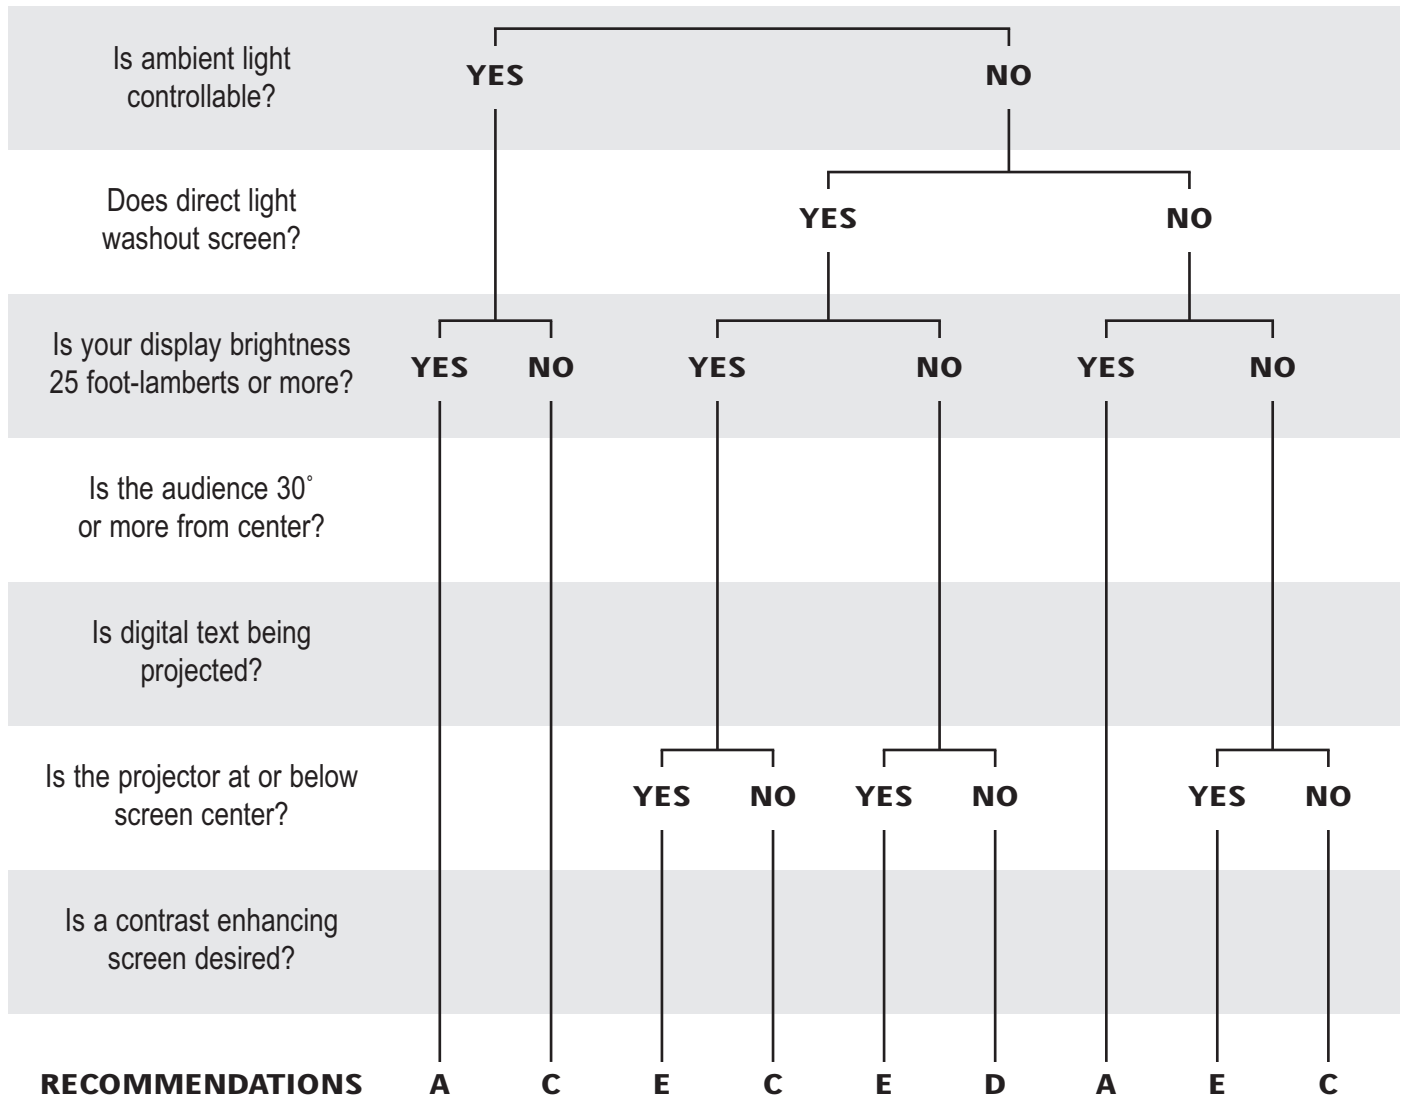 Is ambient light
controllable?
YES NO
Does direct light
washout screen?
YES NO
Is your display brightness
25 foot-lamberts or more?
YES NO YES NO YES NO
Is the audience 30˚
or more from center?
Is digital text being
projected?
Is the projector at or below
screen center?
YES NO YES NO YES NO
Is a contrast enhancing
screen desired?
RECOMMENDATIONS A C E C E D A E C